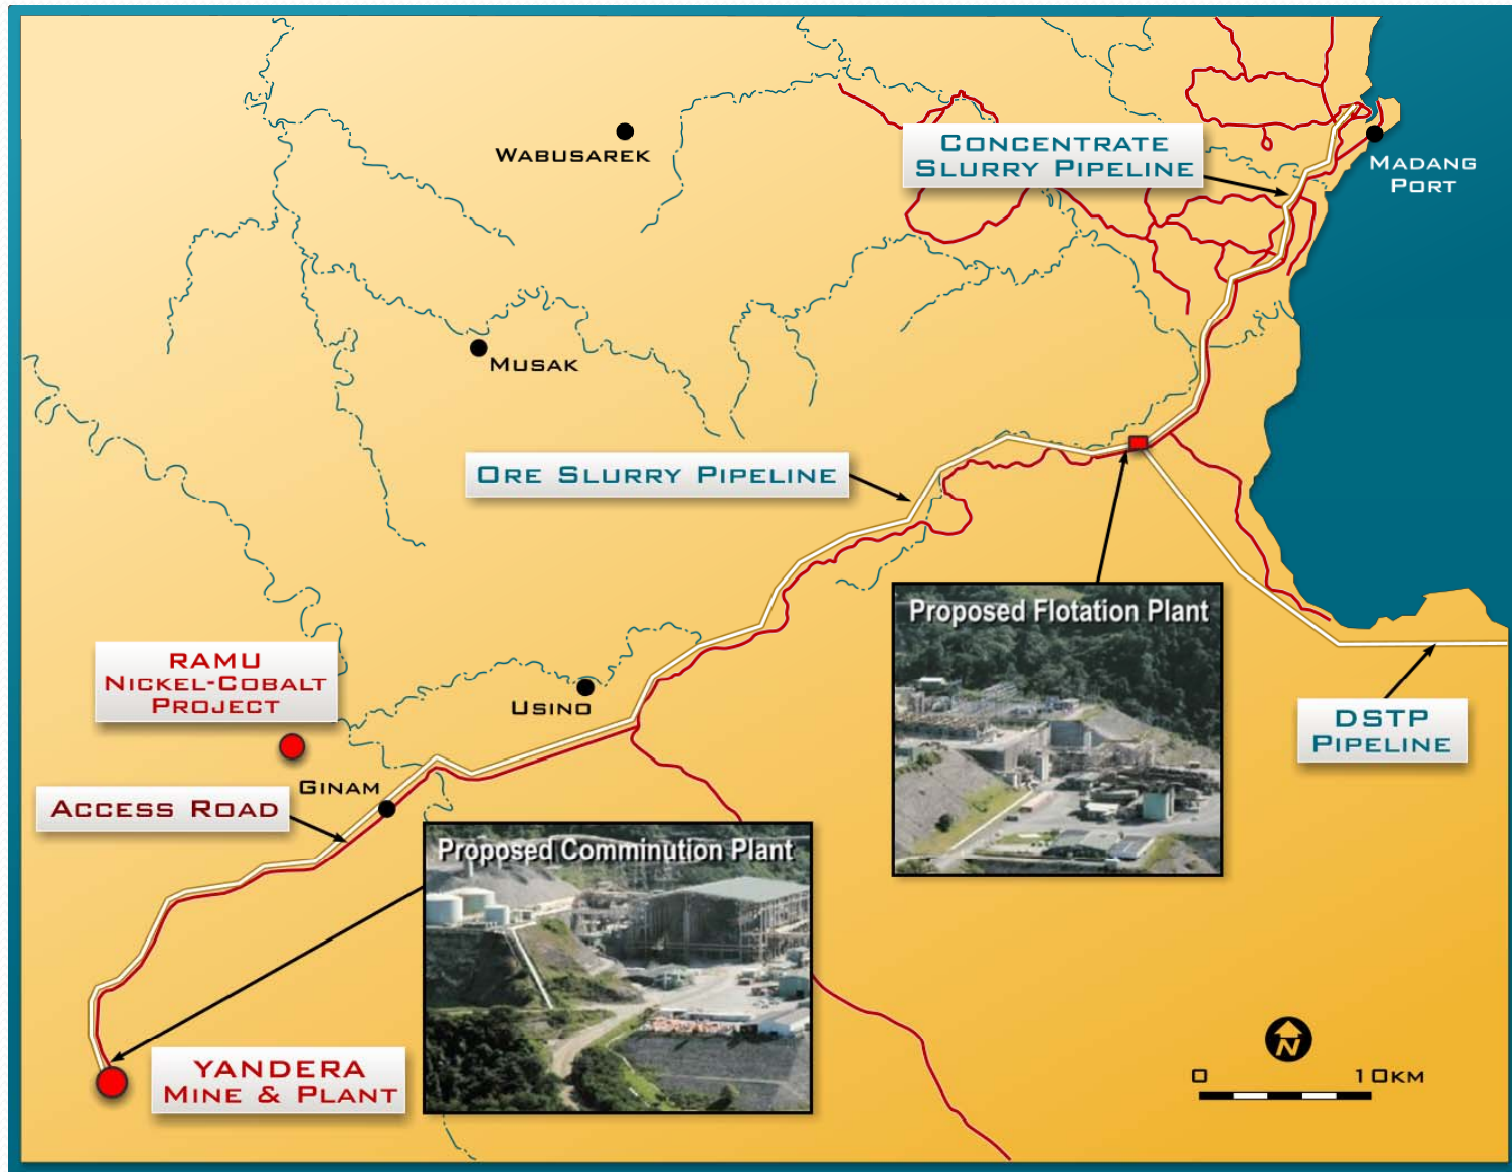 WABUSAREK
CONCENTRATE
SLURRY PIPELINE
MADANG
PORT
MUSAK
ORE SLURRY PIPELINE
Proposed Flotation Plant
RAMU
NICKEL-COBALT
PROJECT
USINO
DSTP
PIPELINE
GINAM
ACCESS ROAD
Proposed Comminution Plant
YANDERA
MINE & PLANT
N
0 10KM